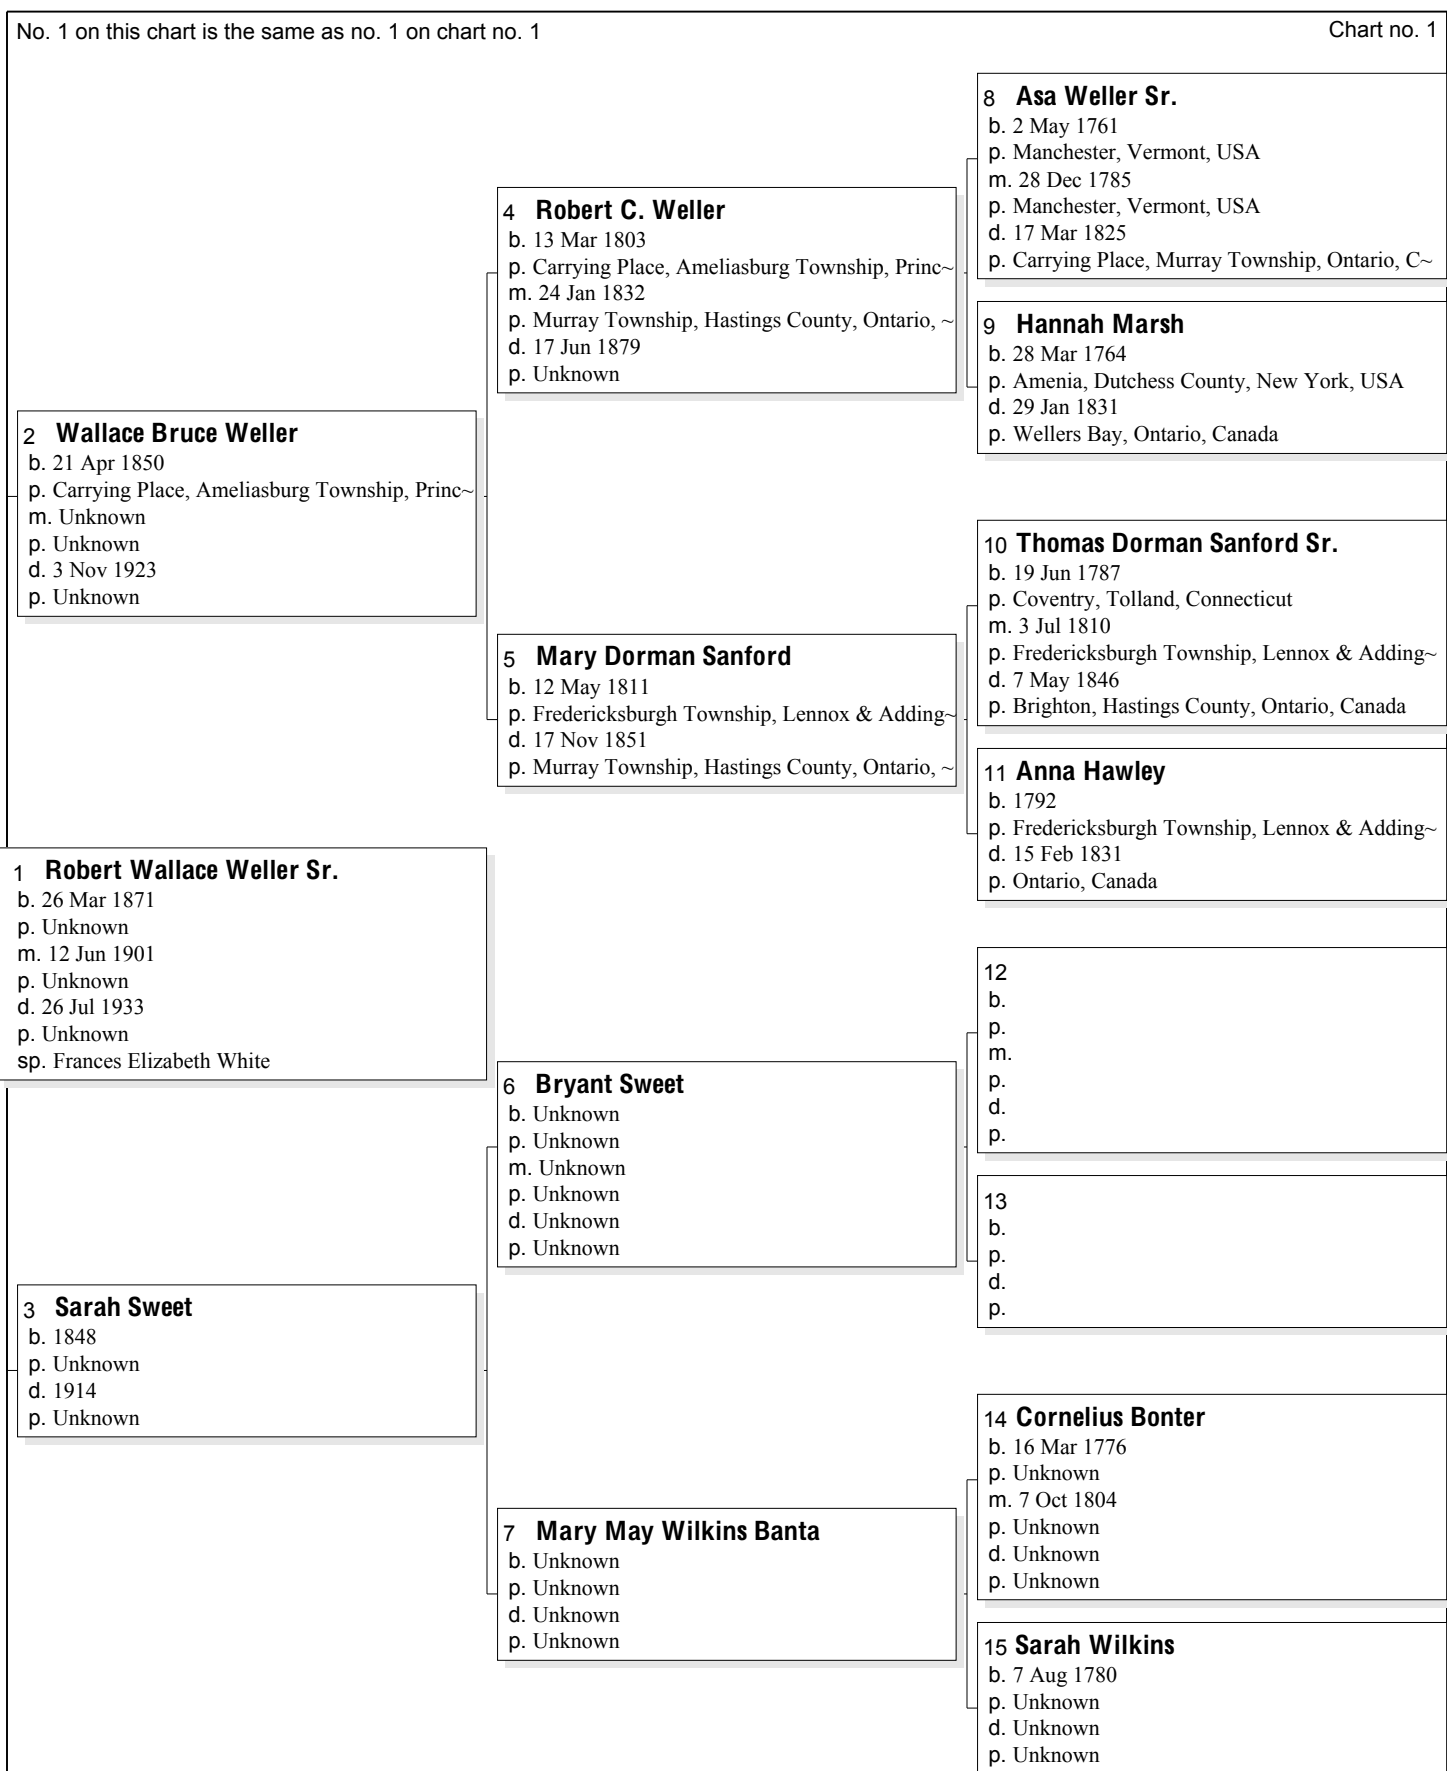 No. 1 on this chart is the same as no. 1 on chart no. 1
Chart no. 1
8 Asa Weller Sr.
b. 2 May 1761
p. Manchester, Vermont, USA
m. 28 Dec 1785
p. Manchester, Vermont, USA
d. 17 Mar 1825
p. Carrying Place, Murray Township, Ontario, C~
4 Robert C. Weller
b. 13 Mar 1803
p. Carrying Place, Ameliasburg Township, Princ~
m. 24 Jan 1832
p. Murray Township, Hastings County, Ontario, ~
d. 17 Jun 1879
p. Unknown
9 Hannah Marsh
b. 28 Mar 1764
p. Amenia, Dutchess County, New York, USA
d. 29 Jan 1831
p. Wellers Bay, Ontario, Canada
2 Wallace Bruce Weller
b. 21 Apr 1850
p. Carrying Place, Ameliasburg Township, Princ~
m. Unknown
p. Unknown
d. 3 Nov 1923
p. Unknown
10 Thomas Dorman Sanford Sr.
b. 19 Jun 1787
p. Coventry, Tolland, Connecticut
m. 3 Jul 1810
p. Fredericksburgh Township, Lennox & Adding~
d. 7 May 1846
p. Brighton, Hastings County, Ontario, Canada
5 Mary Dorman Sanford
b. 12 May 1811
p. Fredericksburgh Township, Lennox & Adding~
d. 17 Nov 1851
p. Murray Township, Hastings County, Ontario, ~
11 Anna Hawley
b. 1792
p. Fredericksburgh Township, Lennox & Adding~
d. 15 Feb 1831
p. Ontario, Canada
1 Robert Wallace Weller Sr.
b. 26 Mar 1871
p. Unknown
m. 12 Jun 1901
p. Unknown
d. 26 Jul 1933
p. Unknown
sp. Frances Elizabeth White
12
b.
p.
m.
p.
d.
p.
6 Bryant Sweet
b. Unknown
p. Unknown
m. Unknown
p. Unknown
d. Unknown
p. Unknown
13
b.
p.
d.
p.
3 Sarah Sweet
b. 1848
p. Unknown
d. 1914
p. Unknown
14 Cornelius Bonter
b. 16 Mar 1776
p. Unknown
m. 7 Oct 1804
p. Unknown
d. Unknown
p. Unknown
7 Mary May Wilkins Banta
b. Unknown
p. Unknown
d. Unknown
p. Unknown
15 Sarah Wilkins
b. 7 Aug 1780
p. Unknown
d. Unknown
p. Unknown